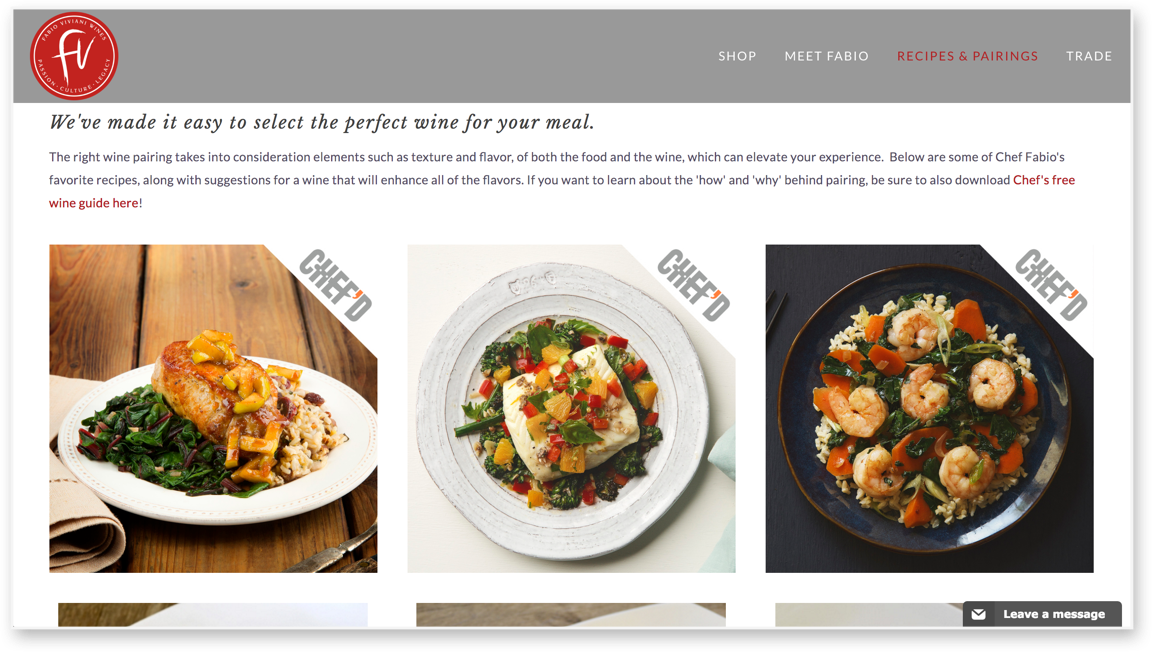 FABIO VIVIANI WINES
fv
PASSION · CULTURE · LEGACY
SHOP MEET FABIO RECIPES & PAIRINGS TRADE
We've made it easy to select the perfect wine for your meal.
The right wine pairing takes into consideration elements such as texture and flavor, of both the food and the wine, which can elevate your experience.  Below are some of Chef Fabio's
favorite recipes, along with suggestions for a wine that will enhance all of the flavors. If you want to learn about the 'how' and 'why' behind pairing, be sure to also download Chef's free
wine guide here!
CHEF'D
CHEF'D
CHEF'D
Leave a message